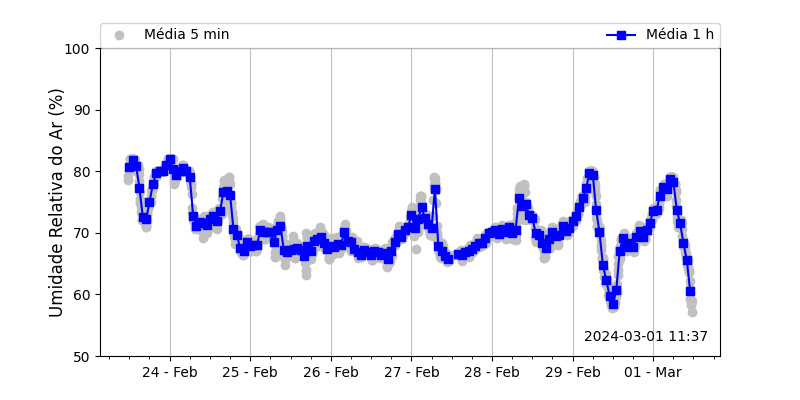 Média 5 min
Média 1 h
Umidade Relativa do Ar (%)
100
90
80
70
60
50
2024-03-01 11:37
24 - Feb
25 - Feb
26 - Feb
27 - Feb
28 - Feb
29 - Feb
01 - Mar